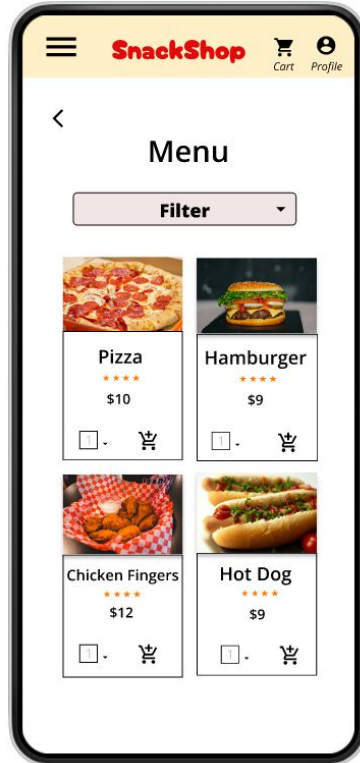 SnackShop
Cart Profile
Menu
Filter
Pizza
$10
1
Hamburger
$9
1
Chicken Fingers
$12
1
Hot Dog
$9
1